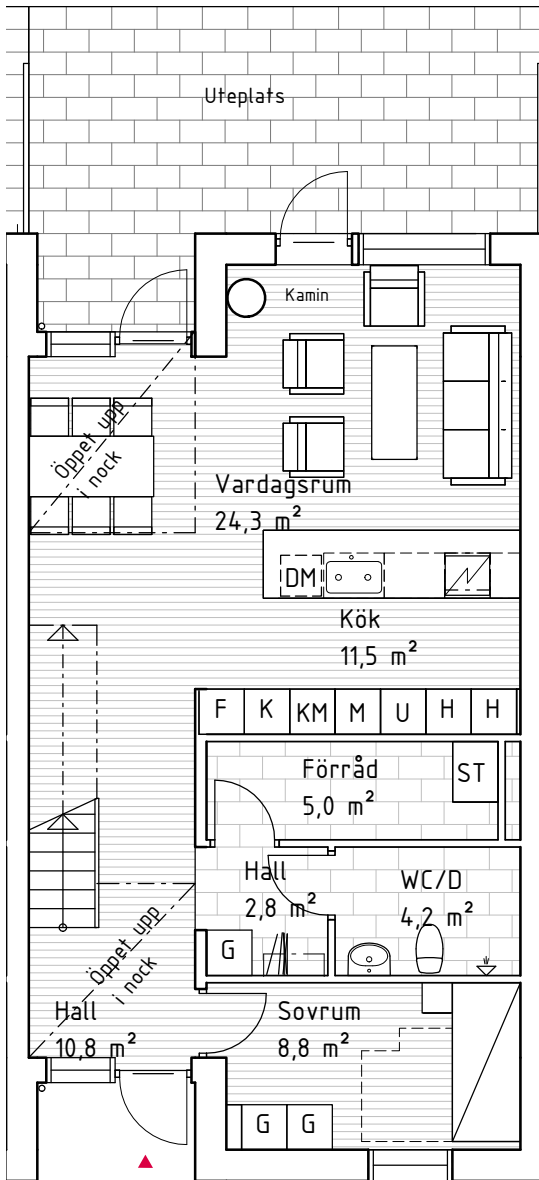 Uteplats
Kamin
Öppet upp
i nock
Vardagsrum
24,3 m²
DM
Kök
11,5 m²
F K KM M U H H
Förråd
5,0 m²
ST
Hall
2,8 m²
WC/D
4,2 m²
G
Öppet upp
i nock
Hall
10,8 m²
Sovrum
8,8 m²
G G